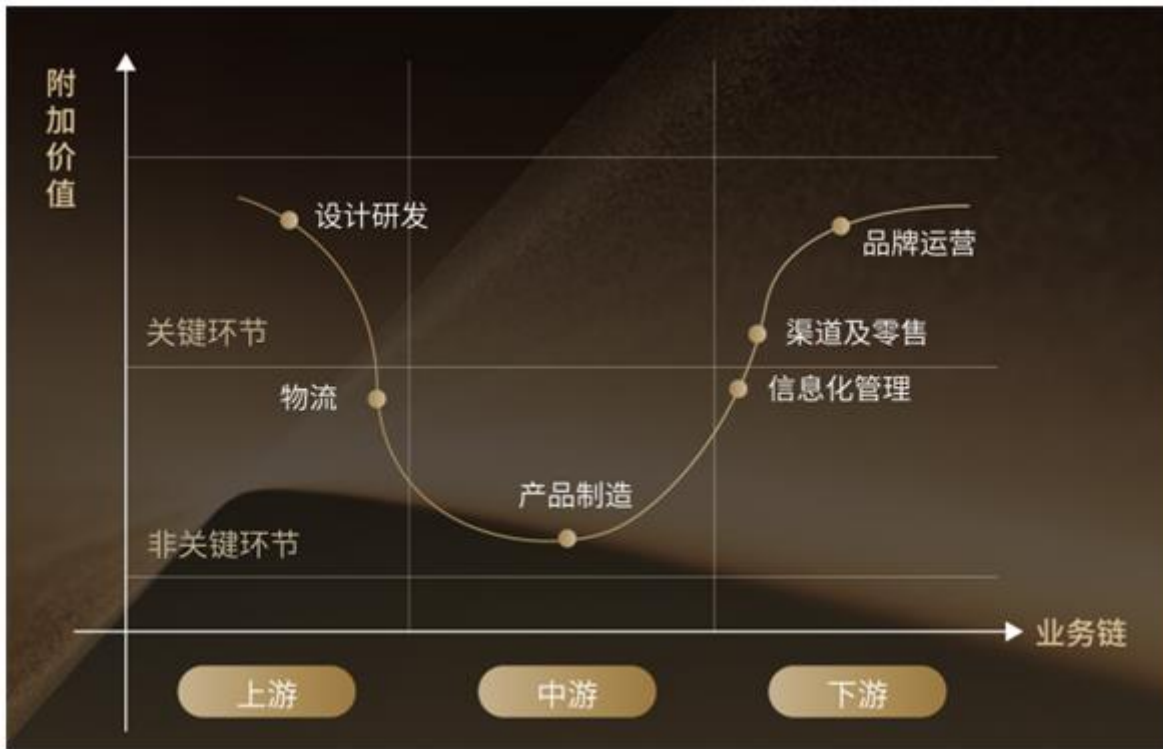 附加价值
设计研发
品牌运营
关键环节
渠道及零售
物流
信息化管理
产品制造
非关键环节
业务链
上游
中游
下游